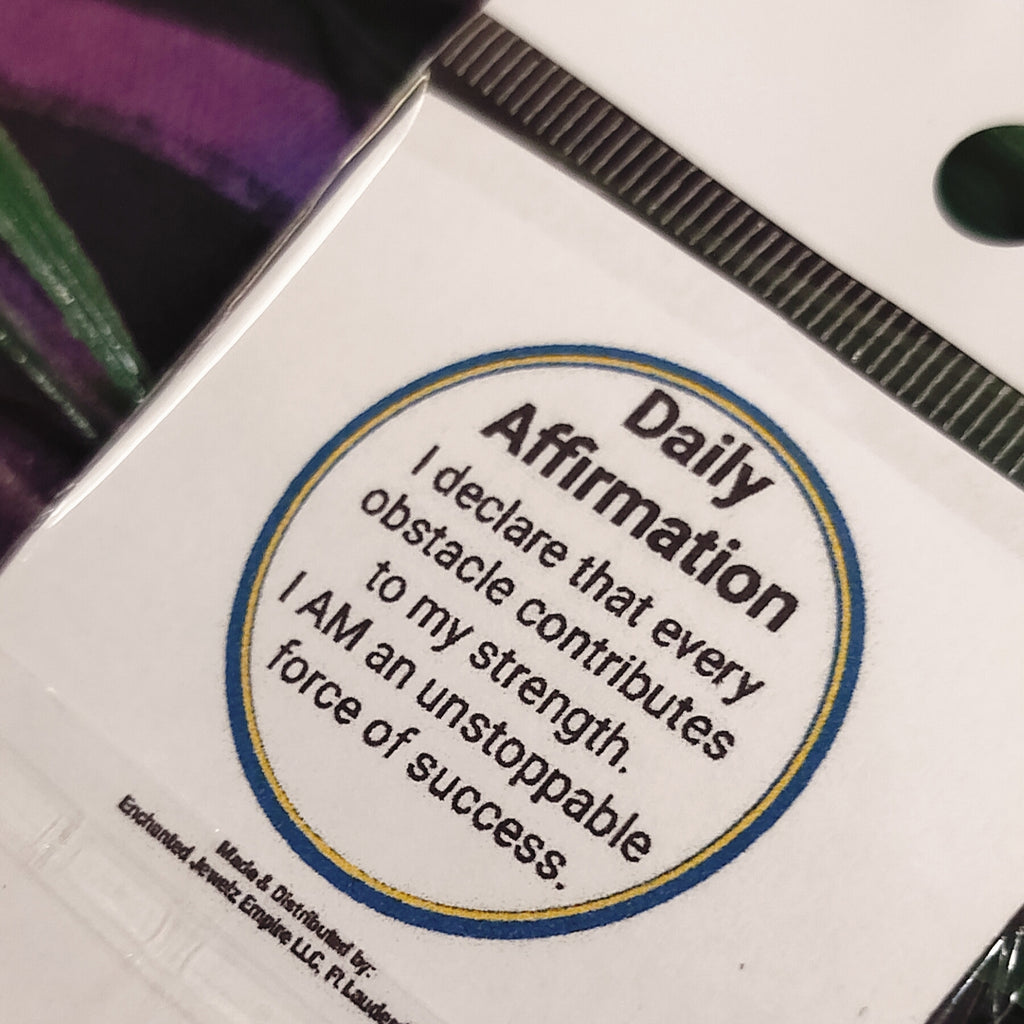 Daily
Affirmation
I declare that every
obstacle contributes
to my strength.
I AM an unstoppable
force of success.
Made & Distributed by:
Enchanted Jewelz Empire LLC, Ft Lauder